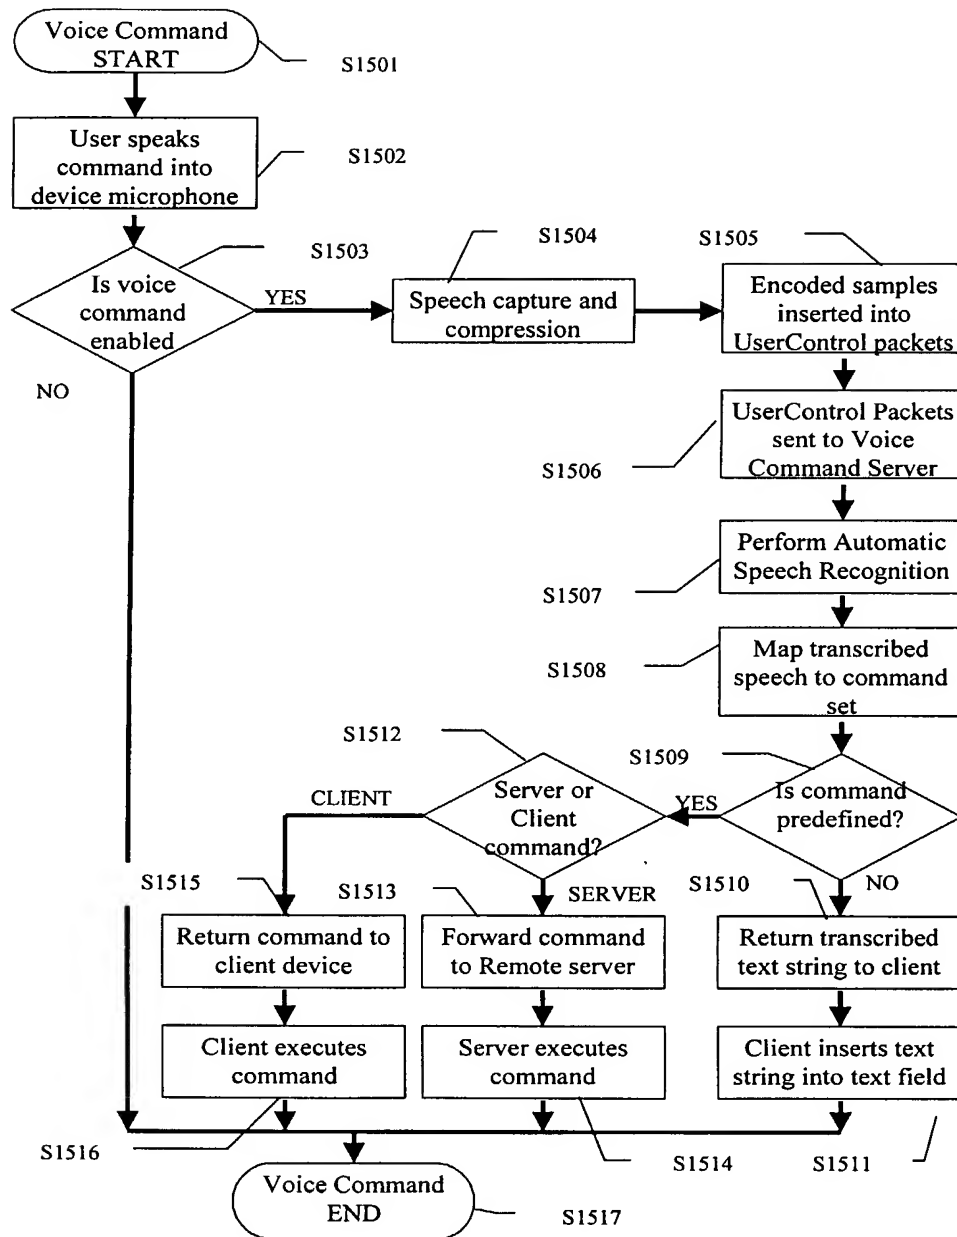 Voice Command
START
S1501
User speaks
command into
device microphone
S1502
S1503
Is voice
command
enabled
YES
NO
S1504
Speech capture and
compression
S1505
Encoded samples
inserted into
UserControl packets
UserControl Packets
sent to Voice
Command Server
S1506
Perform Automatic
Speech Recognition
S1507
Map transcribed
speech to command
set
S1508
S1509
Is command
predefined?
YES
NO
S1512
Server or
Client
command?
CLIENT
SERVER
S1515
Return command to
client device
S1513
Forward command
to Remote server
S1510
Return transcribed
text string to client
Client executes
command
Server executes
command
Client inserts text
string into text field
S1516
S1514
S1511
Voice Command
END
S1517